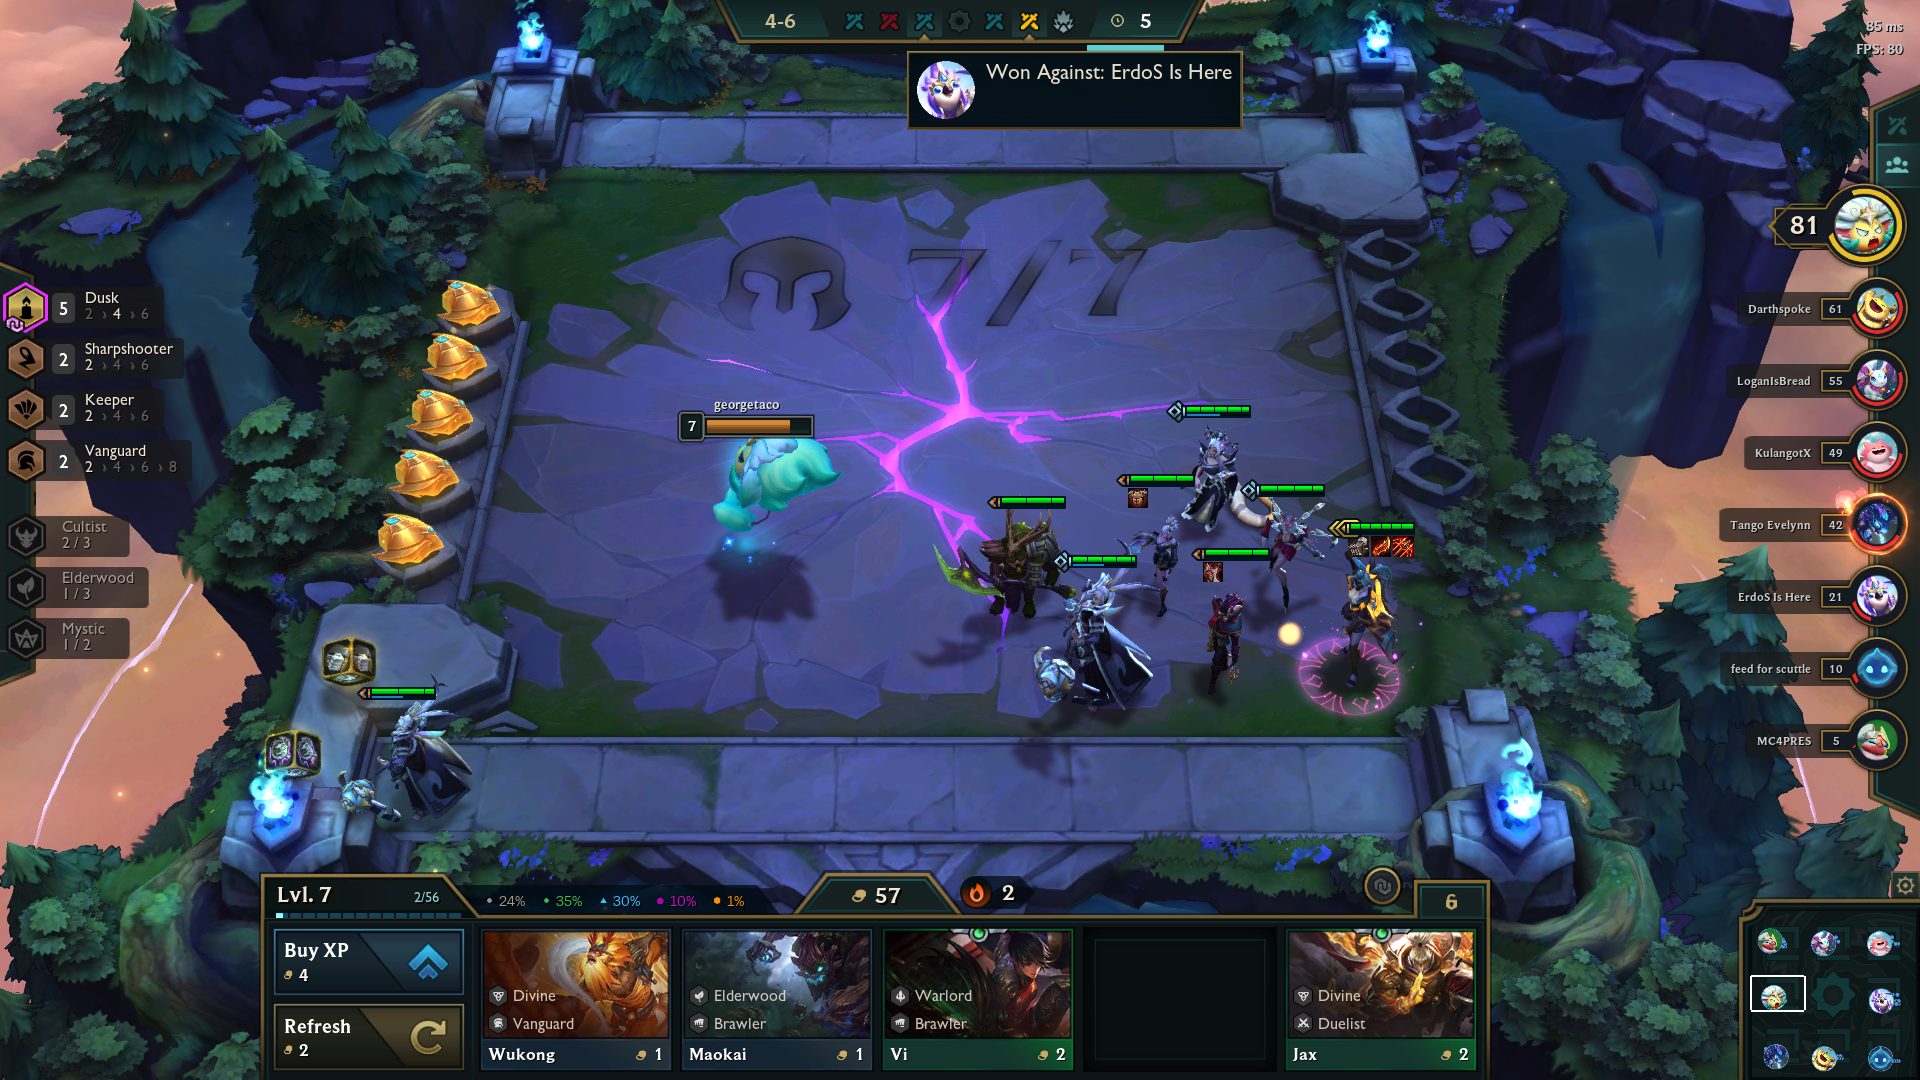 4-6
5
85 ms
FPS: 80
Won Against: ErdoS Is Here
7/7
81
Darthspoke 61
LoganIsBread 55
KulangotX 49
Tango Evelynn 42
ErdoS Is Here 21
feed for scuttle 10
MC4PRES 5
5 Dusk
2 › 4 › 6
2 Sharpshooter
2 › 4 › 6
2 Keeper
2 › 4 › 6
2 Vanguard
2 › 4 › 6 › 8
Cultist
2 / 3
Elderwood
1 / 3
Mystic
1 / 2
georgetaco
7
Lvl. 7 2/56
24% 35% 30% 10% 1%
57
2
6
Buy XP
4
Refresh
2
Divine
Vanguard
Wukong 1
Elderwood
Brawler
Maokai 1
Warlord
Brawler
Vi 2
Divine
Duelist
Jax 2